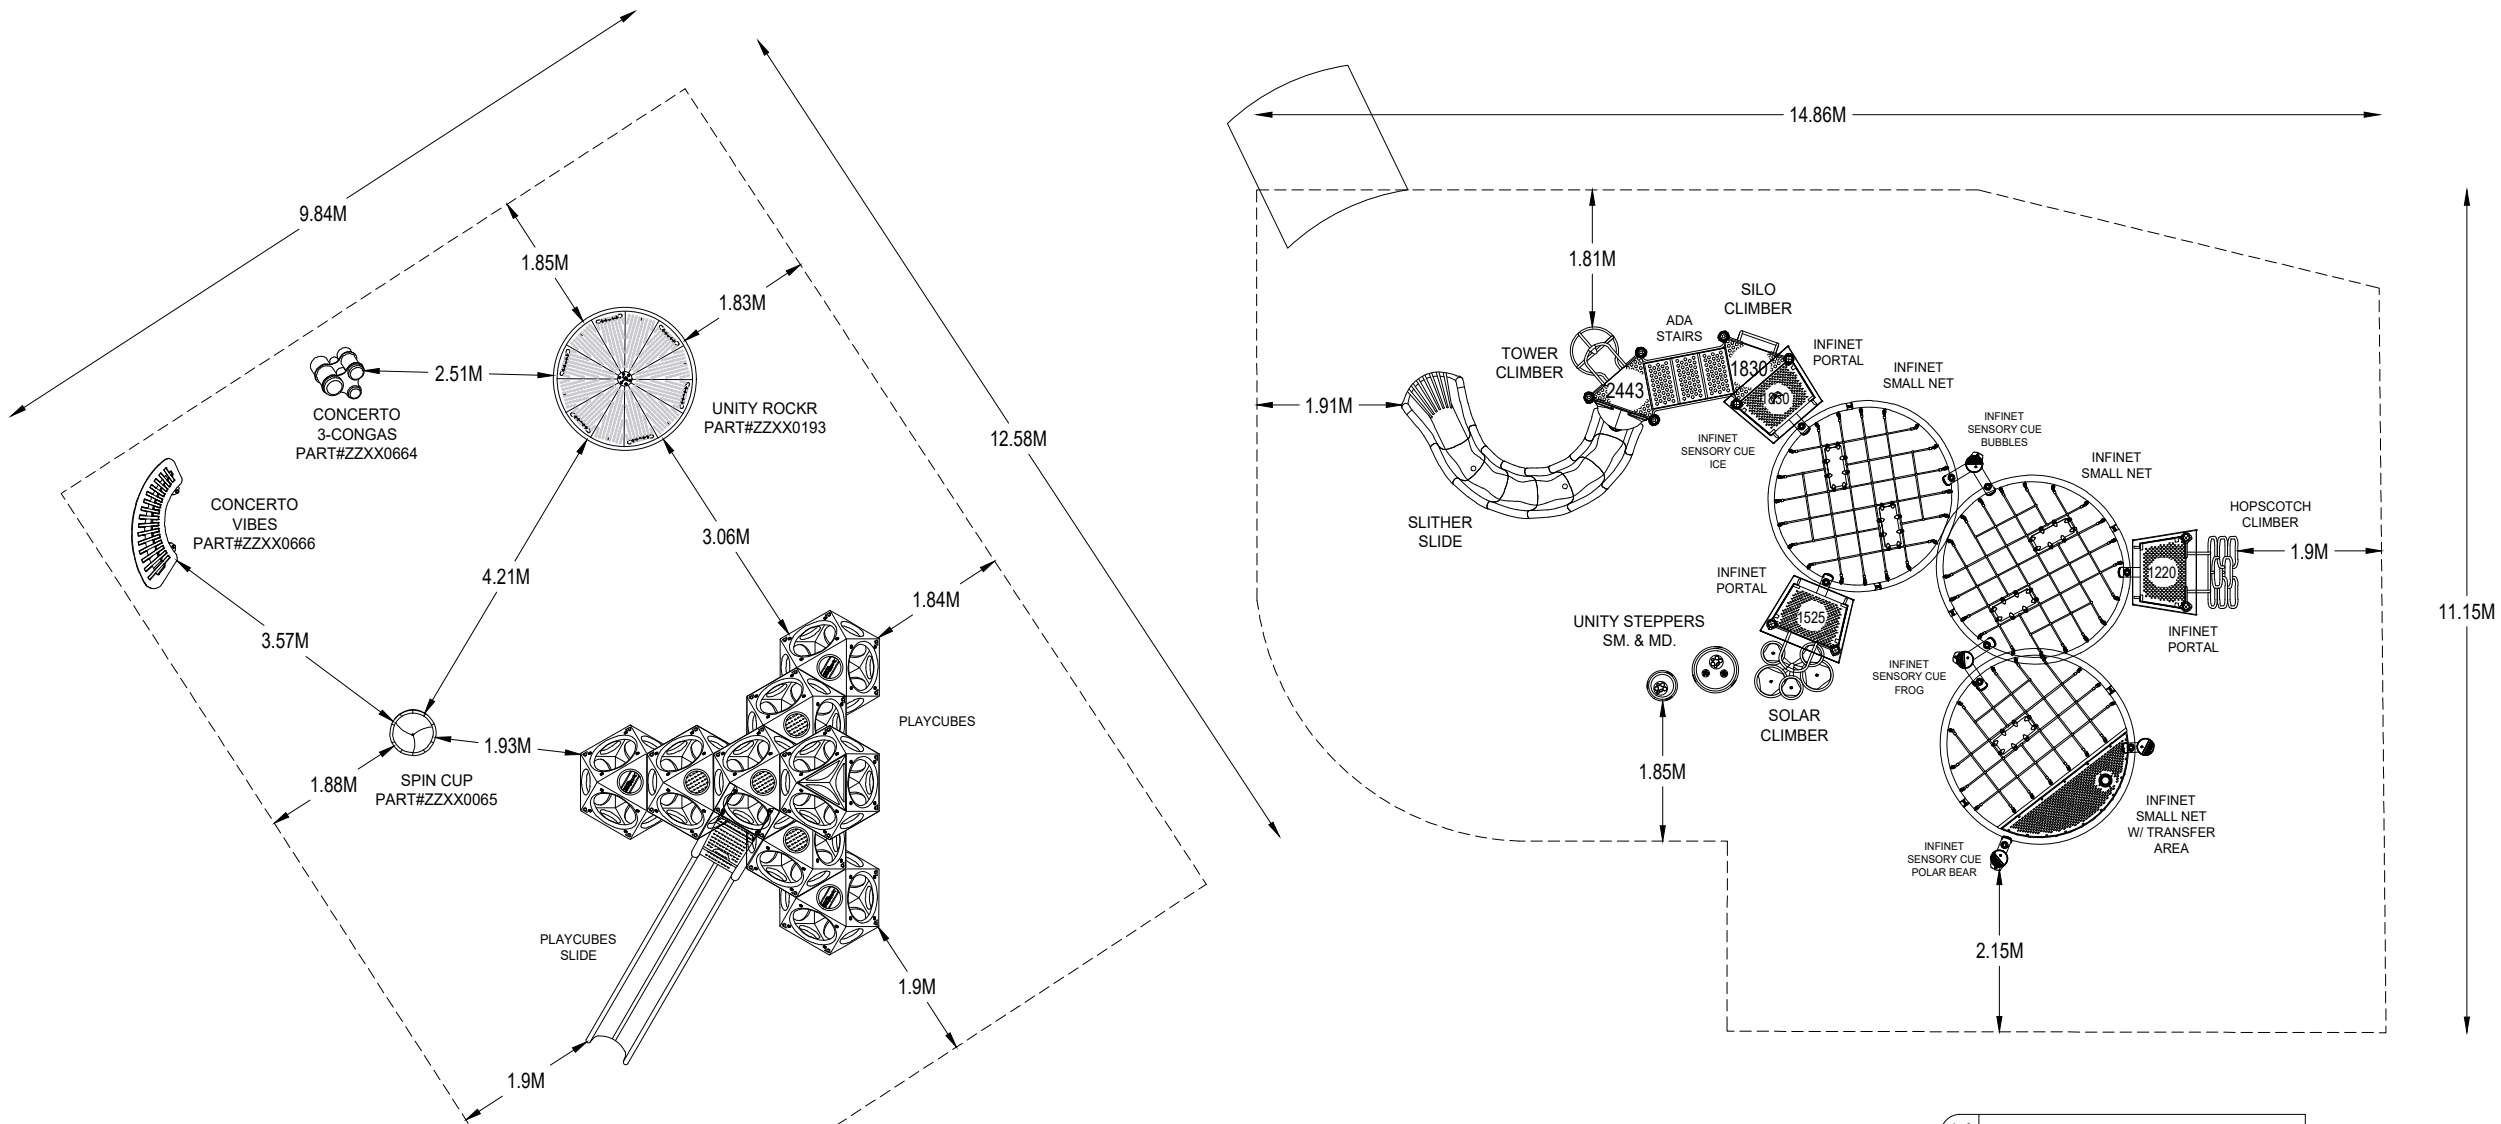 9.84M
12.58M
1.85M
1.83M
2.51M
CONCERTO
3-CONGAS
PART#ZZXX0664
UNITY ROCKR
PART#ZZXX0193
CONCERTO
VIBES
PART#ZZXX0666
3.06M
4.21M
3.57M
1.84M
1.93M
1.88M
SPIN CUP
PART#ZZXX0065
PLAYCUBES
PLAYCUBES
SLIDE
1.9M
1.9M
14.86M
11.15M
1.81M
1.91M
TOWER
CLIMBER
ADA
STAIRS
SILO
CLIMBER
INFINET
PORTAL
2443
1830
1830
INFINET
SMALL NET
INFINET
SENSORY CUE
ICE
INFINET
SENSORY CUE
BUBBLES
INFINET
SMALL NET
SLITHER
SLIDE
HOPSCOTCH
CLIMBER
1.9M
1220
INFINET
PORTAL
INFINET
PORTAL
1525
UNITY STEPPERS
SM. & MD.
SOLAR
CLIMBER
INFINET
SENSORY CUE
FROG
1.85M
INFINET
SMALL NET
W/ TRANSFER
AREA
INFINET
SENSORY CUE
POLAR BEAR
2.15M